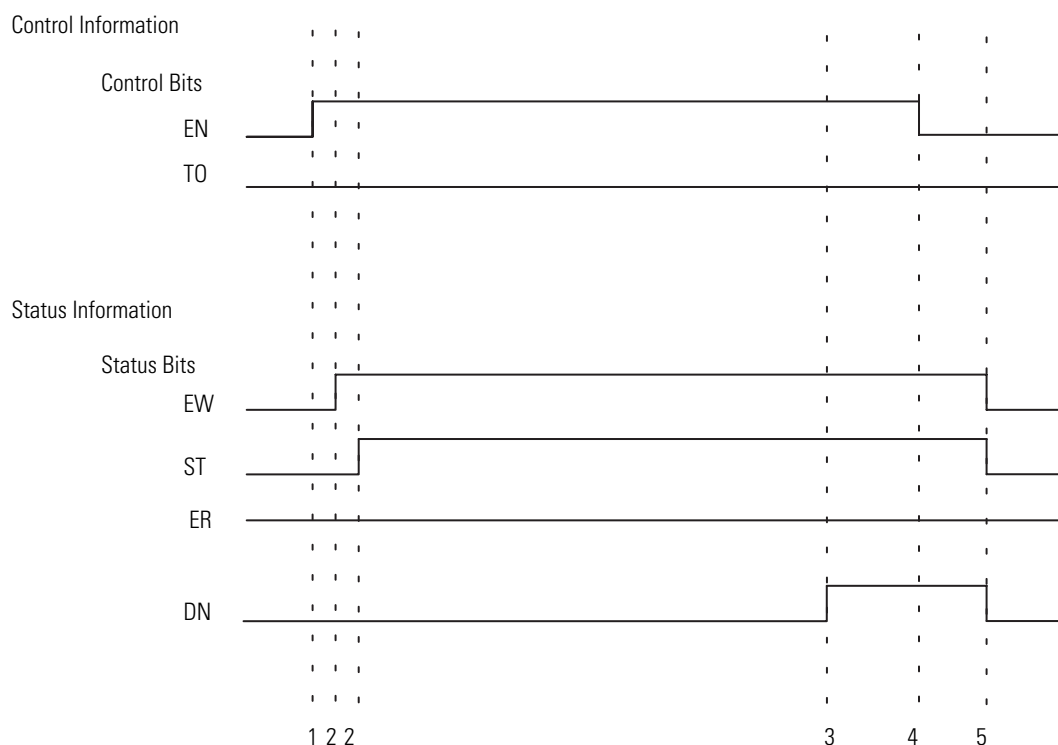 Control Information
Control Bits
EN
TO
Status Information
Status Bits
EW
ST
ER
DN
1 2 2 3 4 5